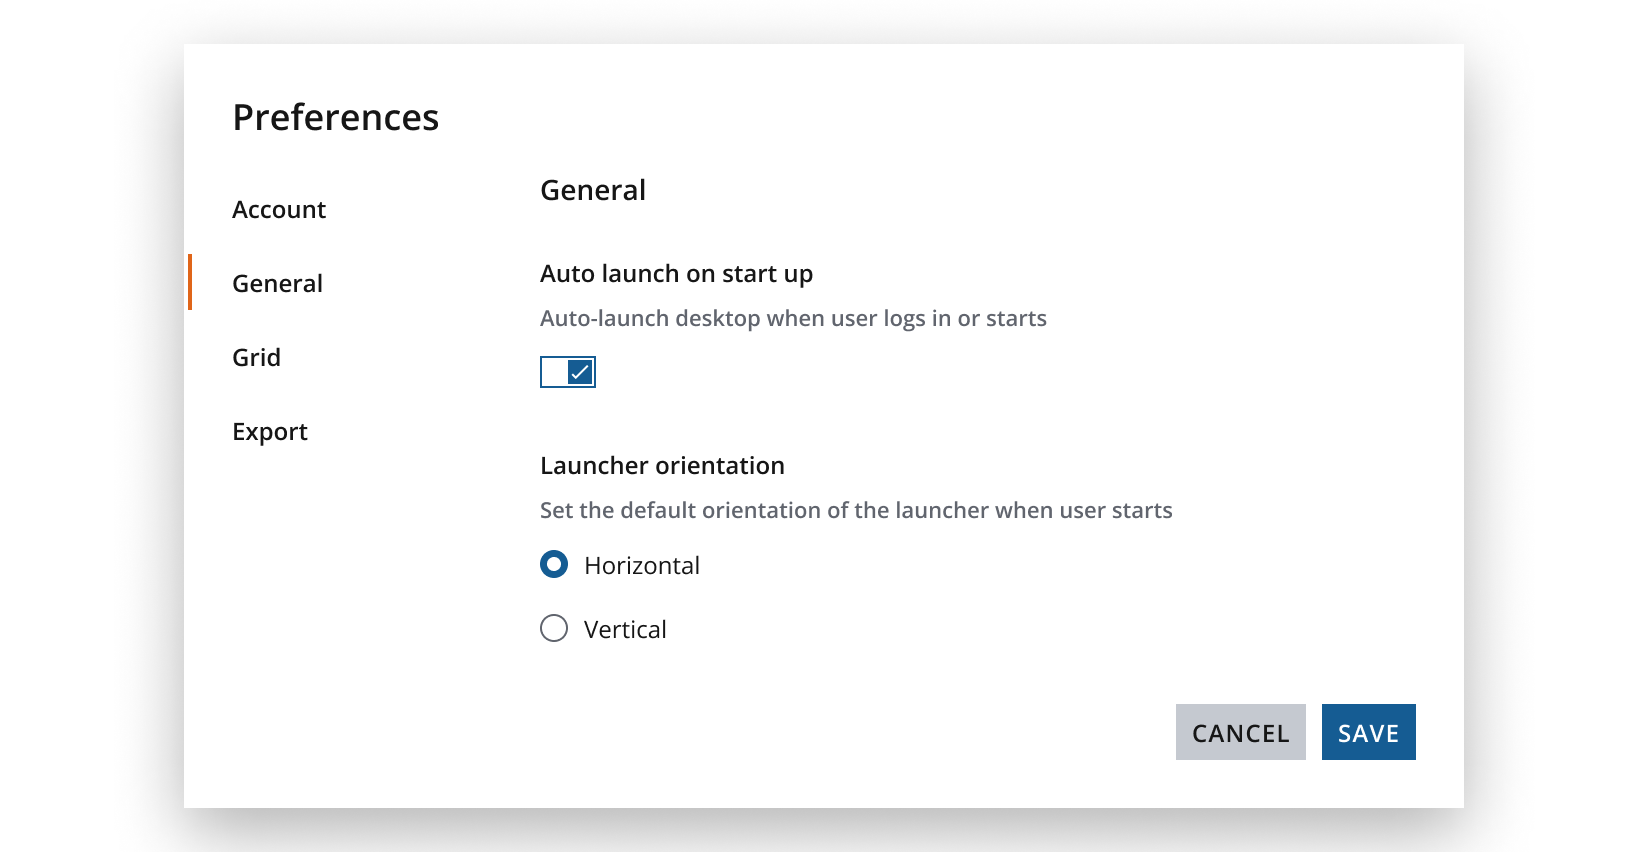 Preferences
Account
General
Grid
Export
General
Auto launch on start up
Auto-launch desktop when user logs in or starts
Launcher orientation
Set the default orientation of the launcher when user starts
Horizontal
Vertical
CANCEL
SAVE